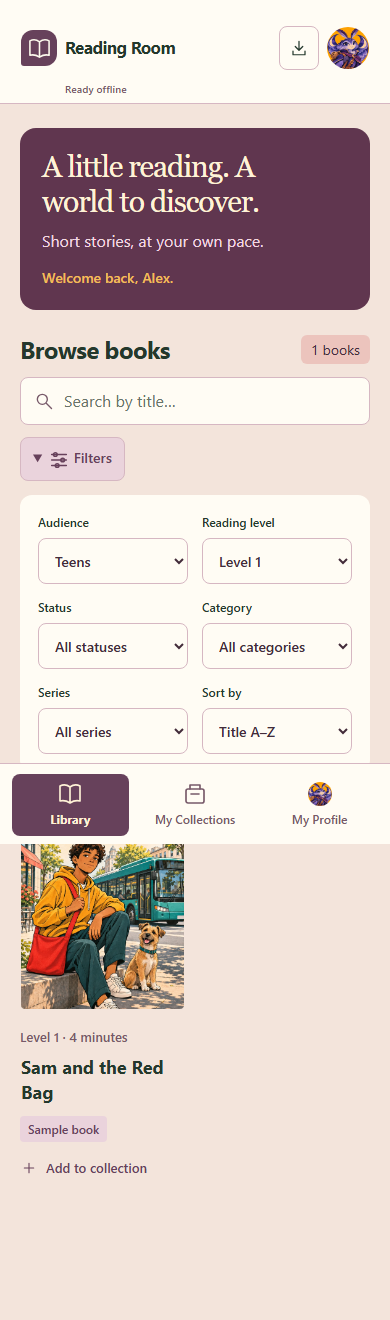 Reading Room
Ready offline
A little reading. A
world to discover.
Short stories, at your own pace.
Welcome back, Alex.
Browse books
1 books
Search by title...
Filters
Audience
Reading level
Teens
Level 1
Status
Category
All statuses
All categories
Series
Sort by
All series
Title A–Z
Library
My Collections
My Profile
Level 1 · 4 minutes
Sam and the Red
Bag
Sample book
Add to collection